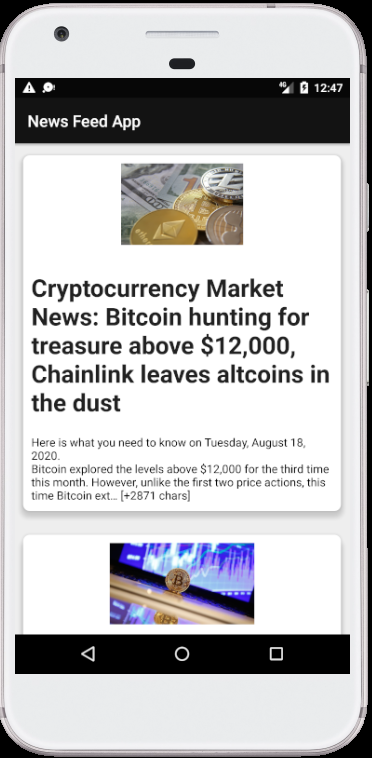 4G
12:47
News Feed App
Cryptocurrency Market
News: Bitcoin hunting for
treasure above $12,000,
Chainlink leaves altcoins in
the dust
Here is what you need to know on Tuesday, August 18,
2020.
Bitcoin explored the levels above $12,000 for the third time
this month. However, unlike the first two price actions, this
time Bitcoin ext… [+2871 chars]